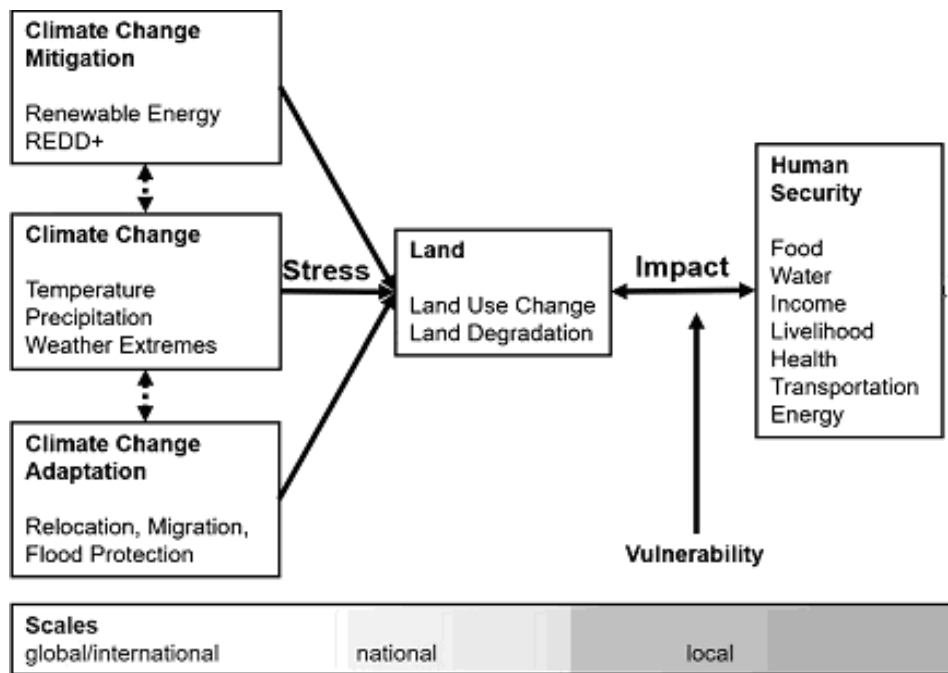 Climate Change
Mitigation
Renewable Energy
REDD+
Climate Change
Temperature
Precipitation
Weather Extremes
Climate Change
Adaptation
Relocation, Migration,
Flood Protection
Stress
Land
Land Use Change
Land Degradation
Impact
Vulnerability
Human
Security
Food
Water
Income
Livelihood
Health
Transportation
Energy
Scales
global/international
national
local